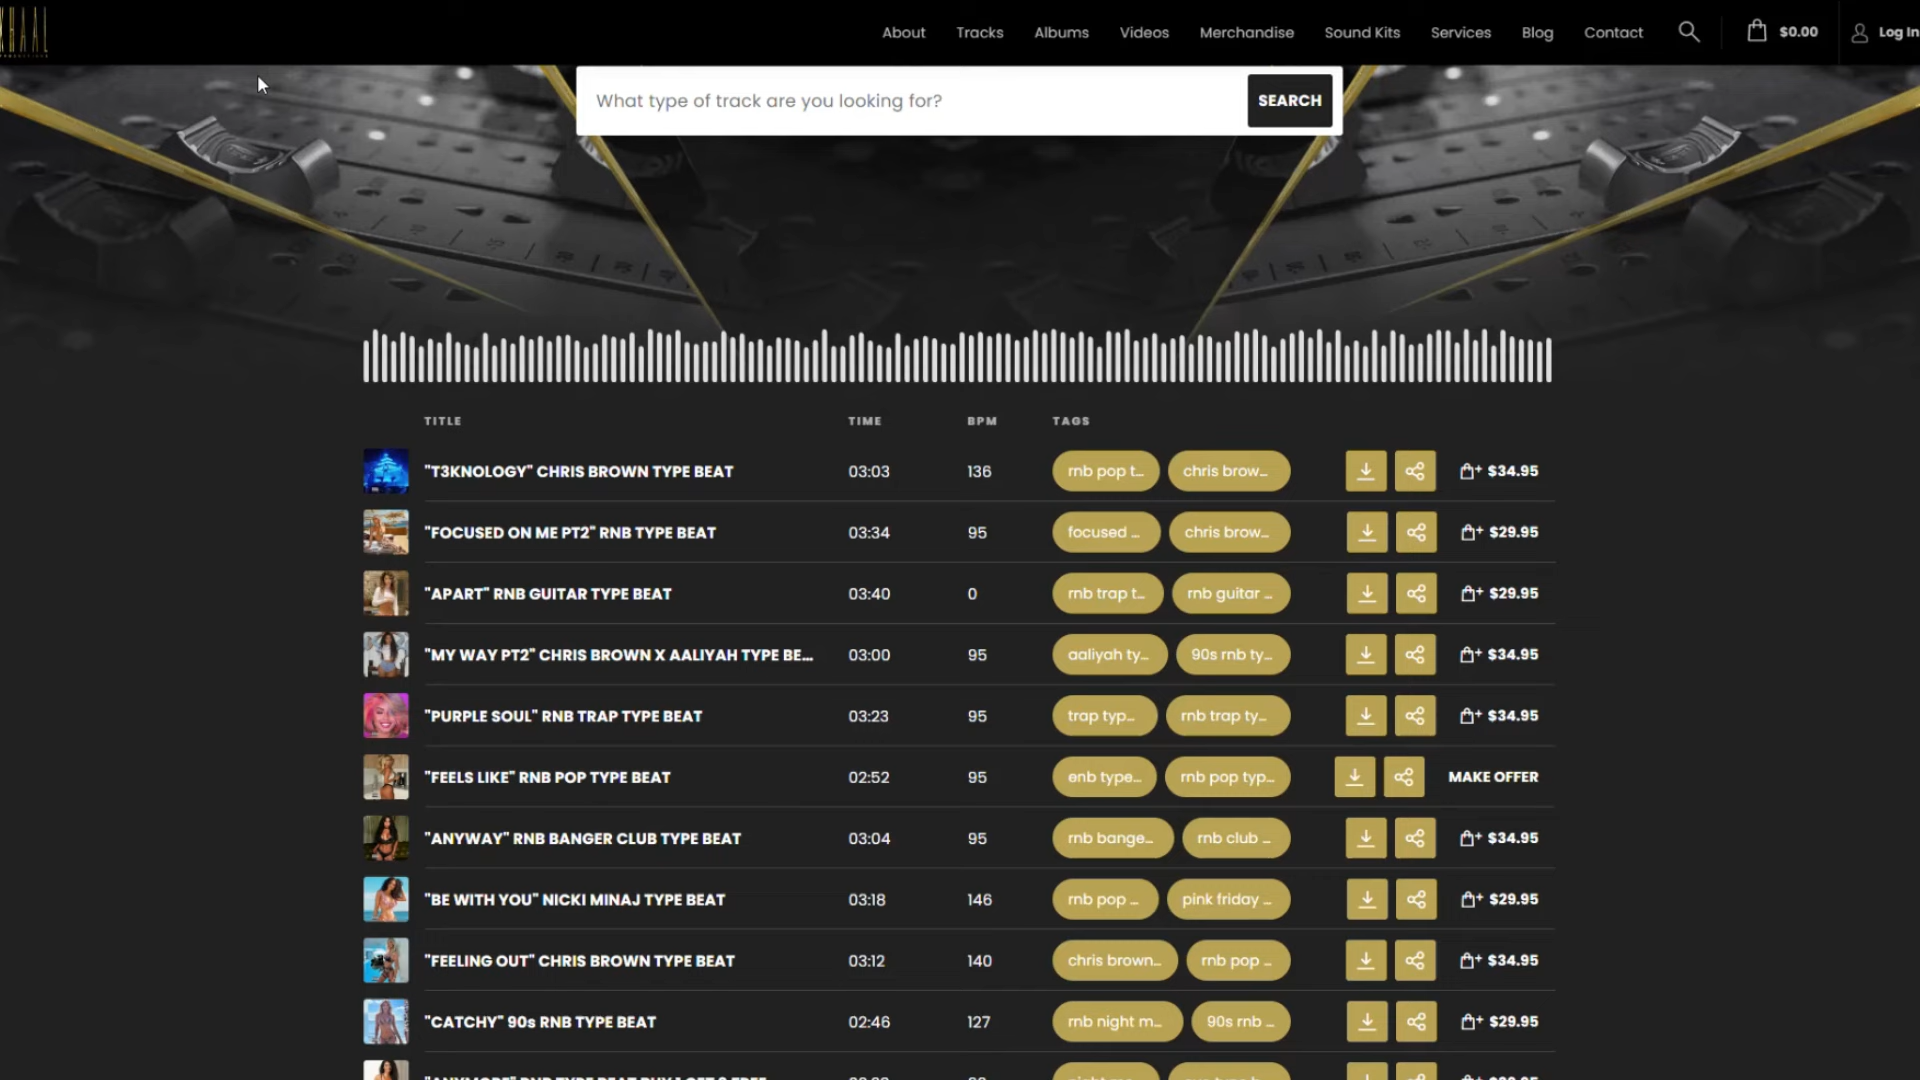 KHAAL
About Tracks Albums Videos Merchandise Sound Kits Services Blog Contact $0.00 Log In
What type of track are you looking for? SEARCH
TITLE TIME BPM TAGS
"T3KNOLOGY" CHRIS BROWN TYPE BEAT 03:03 136 rnb pop t... chris brow... $34.95
"FOCUSED ON ME PT2" RNB TYPE BEAT 03:34 95 focused ... chris brow... $29.95
"APART" RNB GUITAR TYPE BEAT 03:40 0 rnb trap t... rnb guitar ... $29.95
"MY WAY PT2" CHRIS BROWN X AALIYAH TYPE BE... 03:00 95 aaliyah ty... 90s rnb ty... $34.95
"PURPLE SOUL" RNB TRAP TYPE BEAT 03:23 95 trap typ... rnb trap ty... $34.95
"FEELS LIKE" RNB POP TYPE BEAT 02:52 95 enb type... rnb pop typ... MAKE OFFER
"ANYWAY" RNB BANGER CLUB TYPE BEAT 03:04 95 rnb bange... rnb club ... $34.95
"BE WITH YOU" NICKI MINAJ TYPE BEAT 03:18 146 rnb pop ... pink friday ... $29.95
"FEELING OUT" CHRIS BROWN TYPE BEAT 03:12 140 chris brown... rnb pop ... $34.95
"CATCHY" 90s RNB TYPE BEAT 02:46 127 rnb night m... 90s rnb ... $29.95